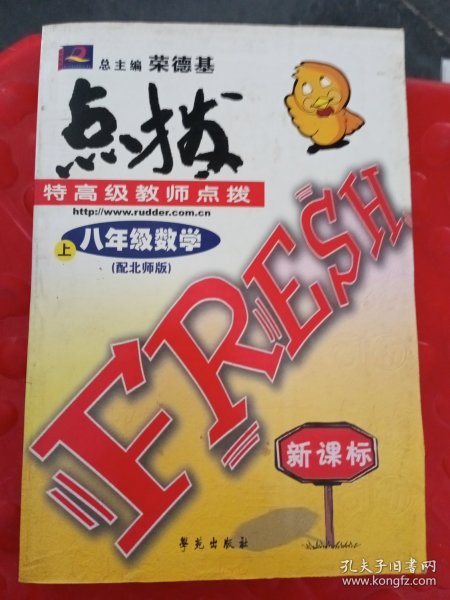 总主编 荣德基
点拨
特高级教师点拨
http://www.rudder.com.cn
上 八年级数学
(配北师版)
FRESH
新课标
学苑出版社
孔夫子旧书网
www.kongfz.com